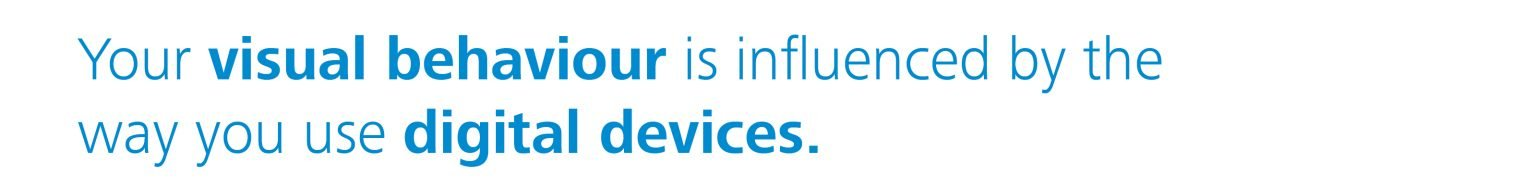 Your visual behaviour is influenced by the
way you use digital devices.